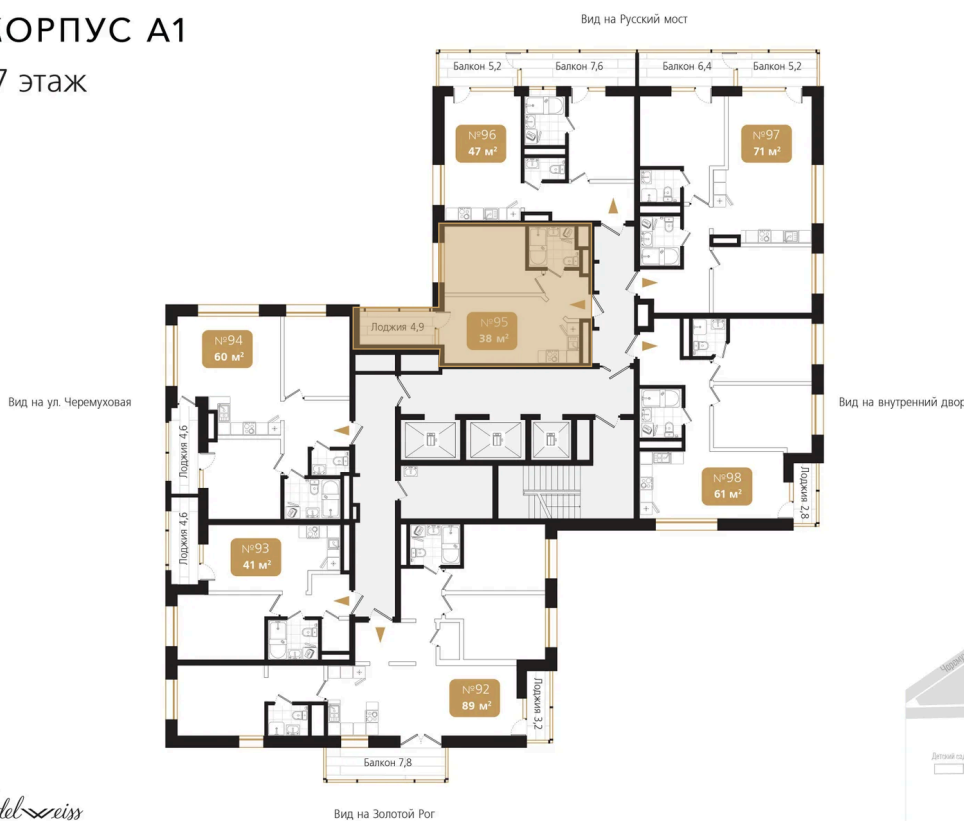 КОРПУС А1
7 этаж
Вид на Русский мост
Балкон 5,2
Балкон 7,6
Балкон 6,4
Балкон 5,2
№96
47 м²
№97
71 м²
Лоджия 4,9
№95
38 м²
№94
60 м²
Вид на ул. Черемуховая
Вид на внутренний двор
Лоджия 4,6
Лоджия 4,6
№98
61 м²
Лоджия 2,8
№93
41 м²
№92
89 м²
Лоджия 3,2
Балкон 7,8
Вид на Золотой Рог
delweiss
Детский